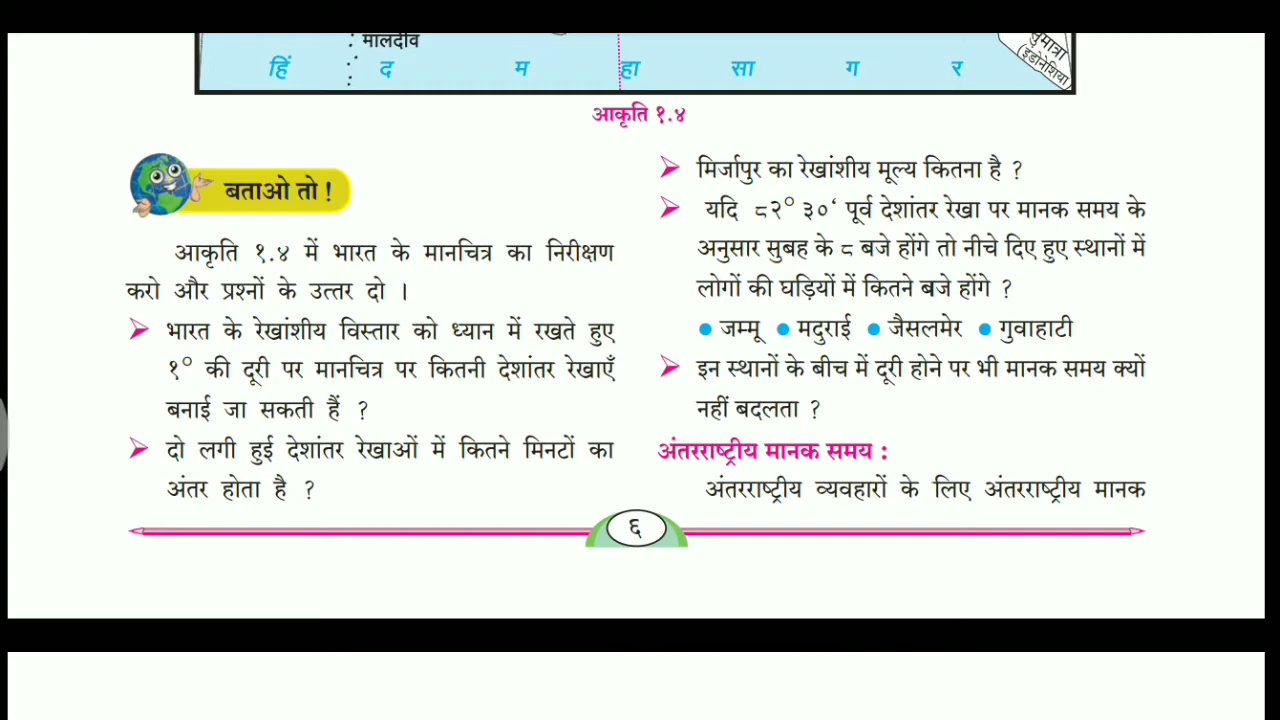 मालदीव
सुमात्रा
(इंडोनेशिया)
हिं द म हा सा ग र
आकृति १.४
बताओ तो !
आकृति १.४ में भारत के मानचित्र का निरीक्षण
करो और प्रश्नों के उत्तर दो ।
भारत के रेखांशीय विस्तार को ध्यान में रखते हुए
१° की दूरी पर मानचित्र पर कितनी देशांतर रेखाएँ
बनाई जा सकती हैं ?
दो लगी हुई देशांतर रेखाओं में कितने मिनटों का
अंतर होता है ?
मिर्जापुर का रेखांशीय मूल्य कितना है ?
यदि ८२° ३०‘ पूर्व देशांतर रेखा पर मानक समय के
अनुसार सुबह के ८ बजे होंगे तो नीचे दिए हुए स्थानों में
लोगों की घड़ियों में कितने बजे होंगे ?
● जम्मू ● मदुराई ● जैसलमेर ● गुवाहाटी
इन स्थानों के बीच में दूरी होने पर भी मानक समय क्यों
नहीं बदलता ?
अंतरराष्ट्रीय मानक समय :
अंतरराष्ट्रीय व्यवहारों के लिए अंतरराष्ट्रीय मानक
६